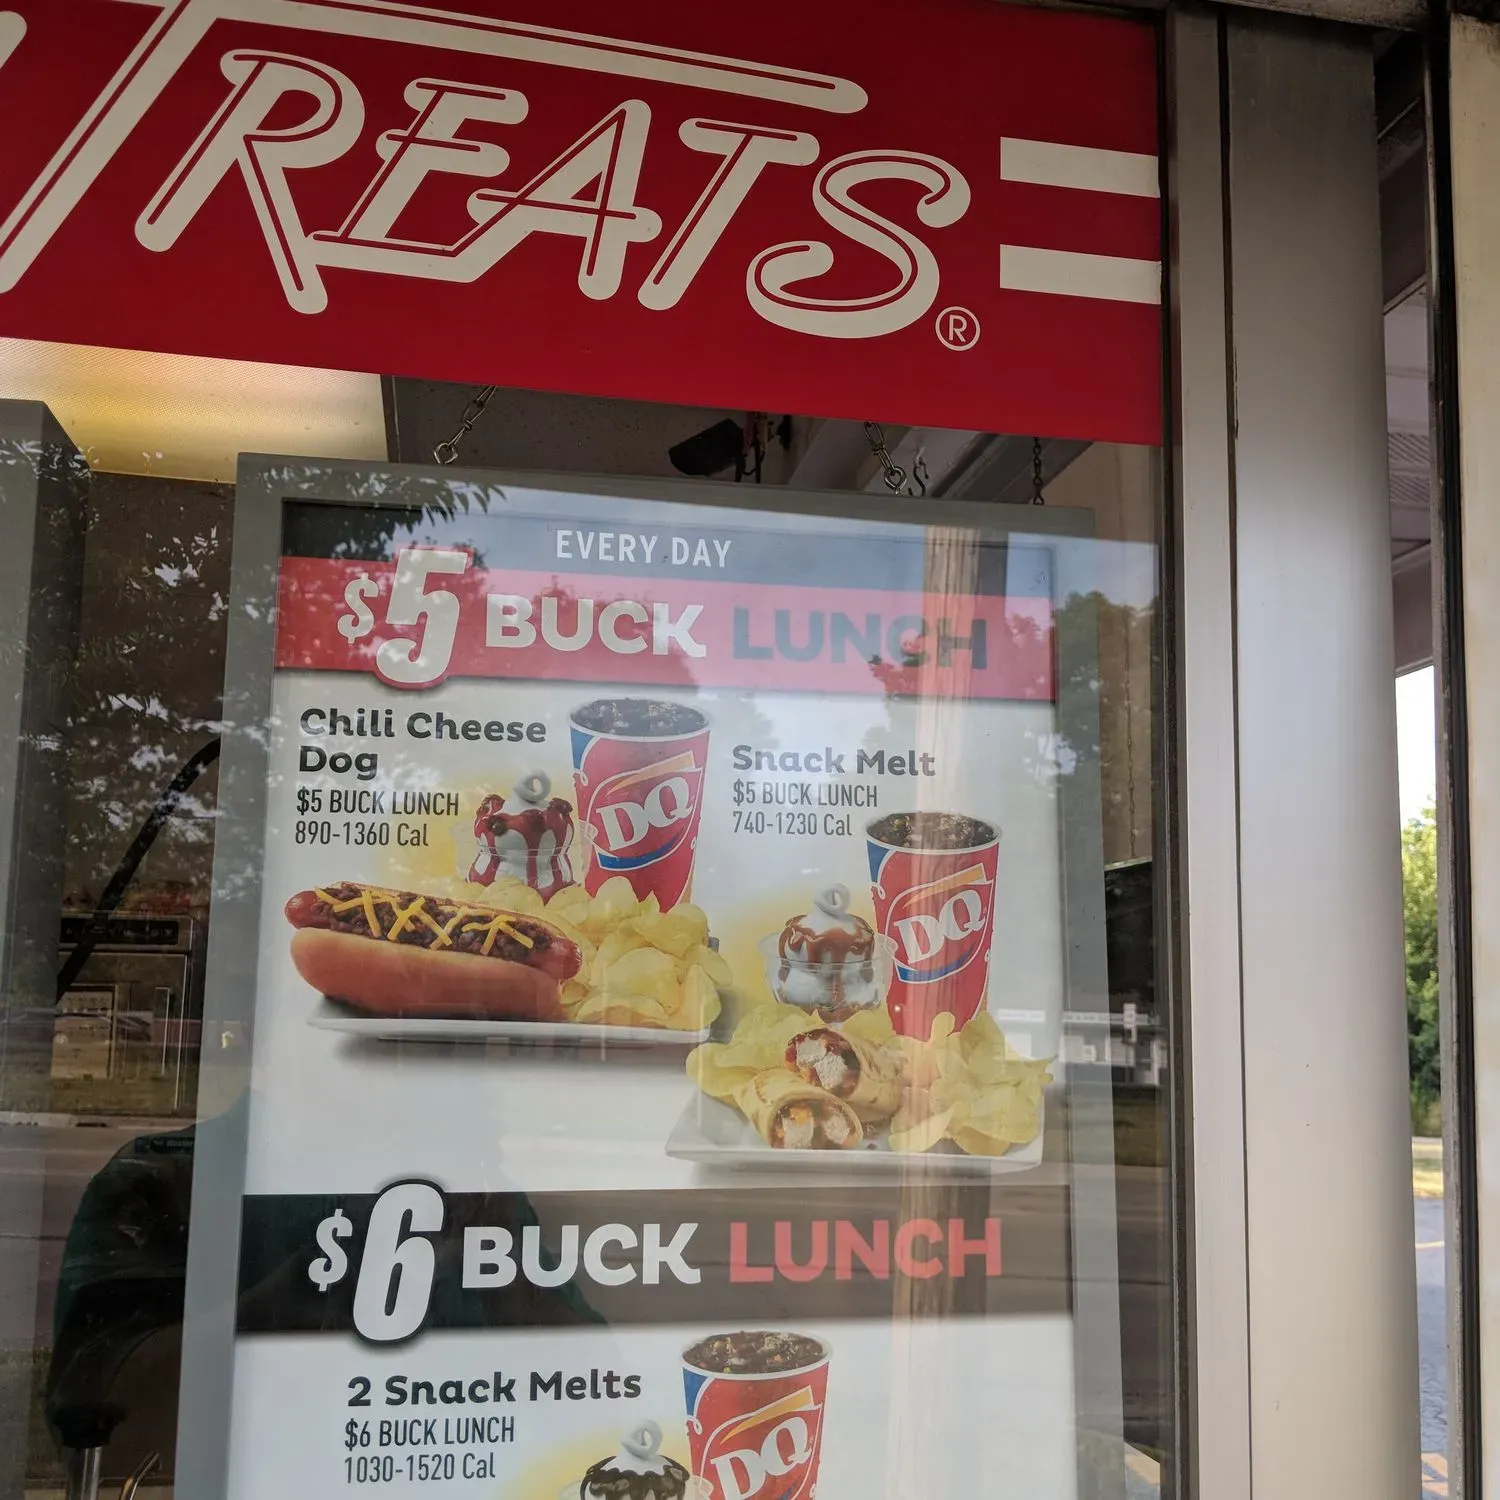 TREATS®
EVERY DAY
$5 BUCK LUNCH
Chili Cheese
Dog
$5 BUCK LUNCH
890-1360 Cal
DQ
Snack Melt
$5 BUCK LUNCH
740-1230 Cal
DQ
$6 BUCK LUNCH
2 Snack Melts
$6 BUCK LUNCH
1030-1520 Cal
DQ